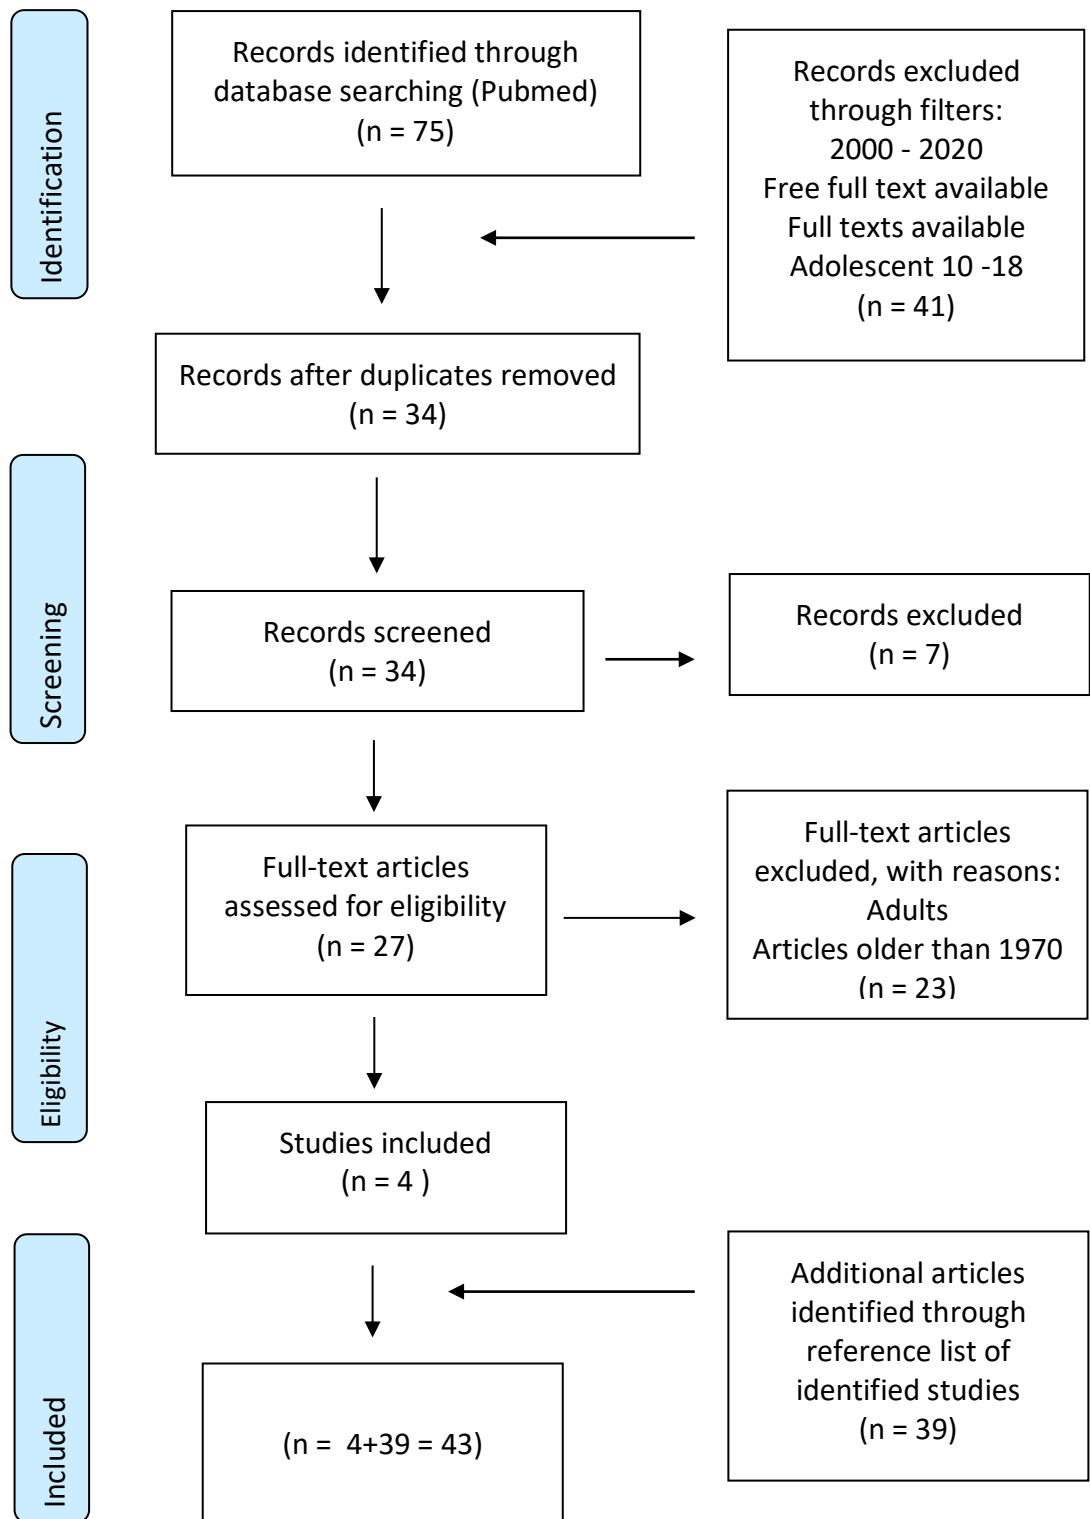 Identification
Records identified through
database searching (Pubmed)
(n = 75)
Records excluded
through filters:
2000 - 2020
Free full text available
Full texts available
Adolescent 10 -18
(n = 41)
Records after duplicates removed
(n = 34)
Screening
Records screened
(n = 34)
Records excluded
(n = 7)
Eligibility
Full-text articles
assessed for eligibility
(n = 27)
Full-text articles
excluded, with reasons:
Adults
Articles older than 1970
(n = 23)
Studies included
(n = 4 )
Included
Additional articles
identified through
reference list of
identified studies
(n = 39)
(n =  4+39 = 43)